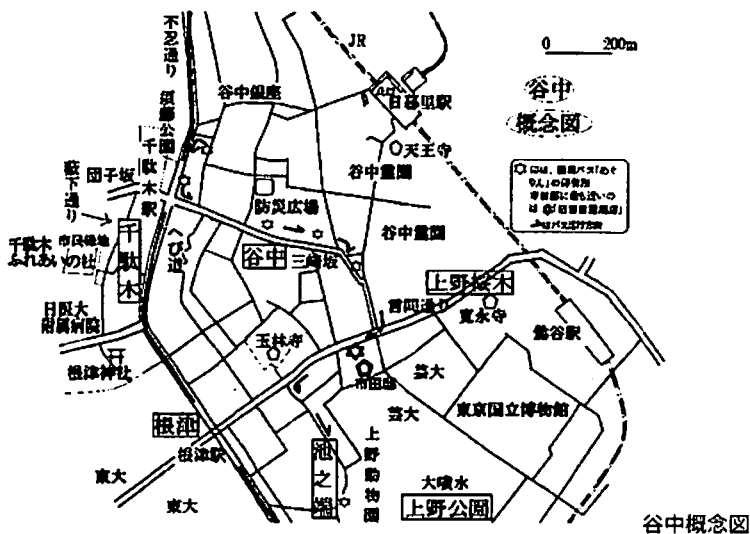 不忍通り
須藤公園
JR
0 200m
谷中
概念図
谷中銀座
日暮里駅
天王寺
谷中霊園
千駄木駅
団子坂
藪下通り
防災広場
谷中霊園
千駄木
市民緑地
千駄木
ふれあいの杜
へび道
谷中
三崎坂
上野桜木
言問通り
寛永寺
鶯谷駅
日医大
附属病院
根津神社
玉林寺
市田邸
芸大
芸大
東京国立博物館
根津
根津駅
池之端
上野動物園
東大
東大
大噴水
上野公園
谷中概念図